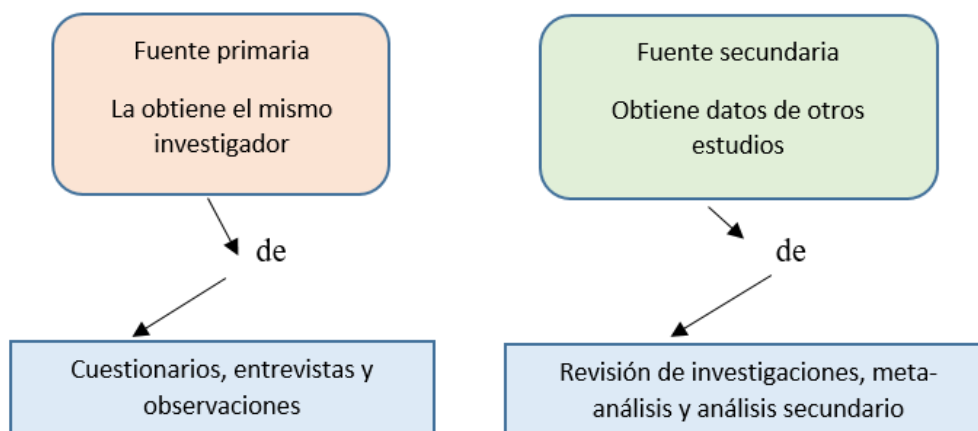 Fuente primaria
La obtiene el mismo
investigador
de
Cuestionarios, entrevistas y
observaciones
Fuente secundaria
Obtiene datos de otros
estudios
de
Revisión de investigaciones, meta-
análisis y análisis secundario